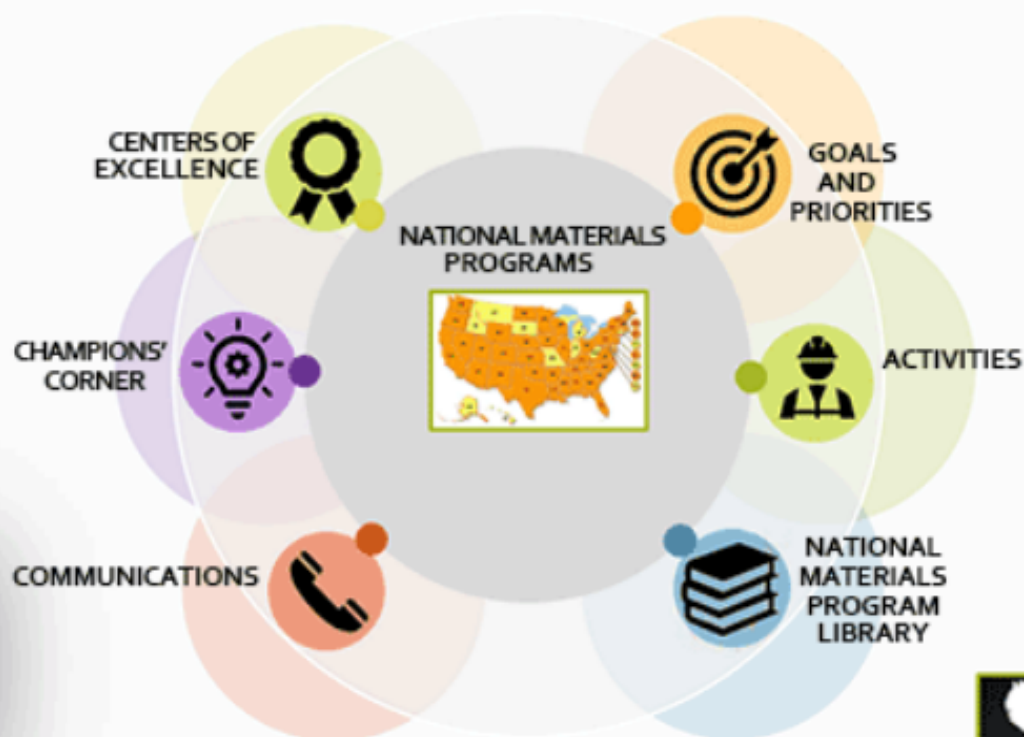 CENTERS OF
EXCELLENCE
GOALS
AND
PRIORITIES
NATIONAL MATERIALS
PROGRAMS
CHAMPIONS'
CORNER
ACTIVITIES
COMMUNICATIONS
NATIONAL
MATERIALS
PROGRAM
LIBRARY